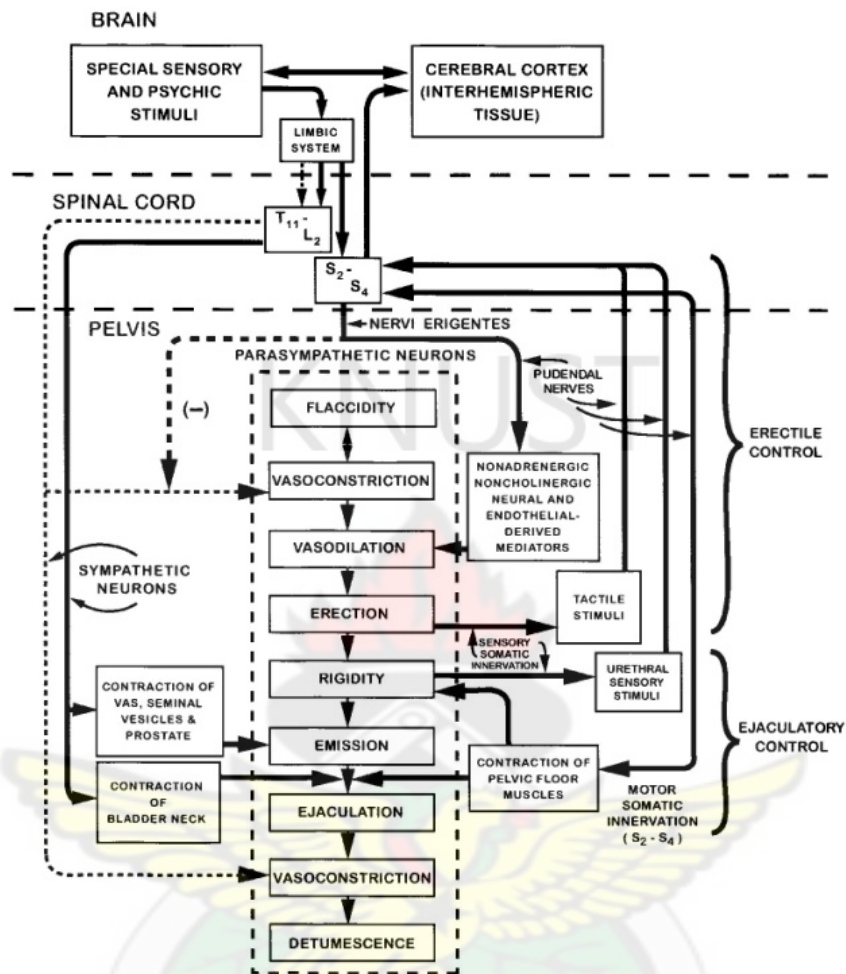 BRAIN
SPECIAL SENSORY
AND PSYCHIC
STIMULI
CEREBRAL CORTEX
(INTERHEMISPERIC
TISSUE)
LIMBIC
SYSTEM
SPINAL CORD
T11-
L2
S2-
S4
PELVIS
NERVI ERIGENTES
PARASYMPATHETIC NEURONS
KNUST
PUDENDAL
NERVES
(−)
FLACCIDITY
ERECTILE
CONTROL
VASOCONSTRICTION
NONADRENERGIC
NONCHOLINERGIC
NEURAL AND
ENDOTHELIAL-
DERVED
MEDIATORS
VASODILATION
SYMPATHETIC
NEURONS
TACTILE
STIMULI
ERECTION
SENSORY
SOMATIC
INNERVATION
RIGIDITY
URETHRAL
SENSORY
STIMULI
CONTRACTION OF
VAS, SEMINAL
VESICLES &
PROSTATE
EMISSION
EJACULATORY
CONTROL
CONTRACTION OF
PELVIC FLOOR
MUSCLES
CONTRACTION
OF
BLADDER NECK
MOTOR
SOMATIC
INNERVATION
(S2-S4)
EJACULATION
VASOCONSTRICTION
DETUMESCENCE